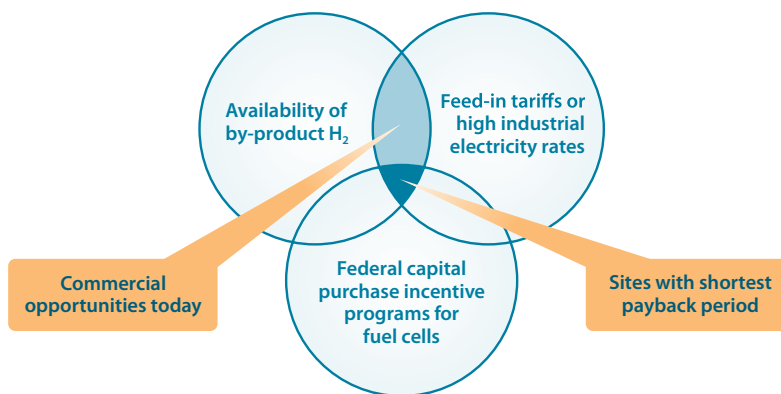 Availability of
by-product H₂
Feed-in tariffs or
high industrial
electricity rates
Federal capital
purchase incentive
programs for
fuel cells
Commercial
opportunities today
Sites with shortest
payback period